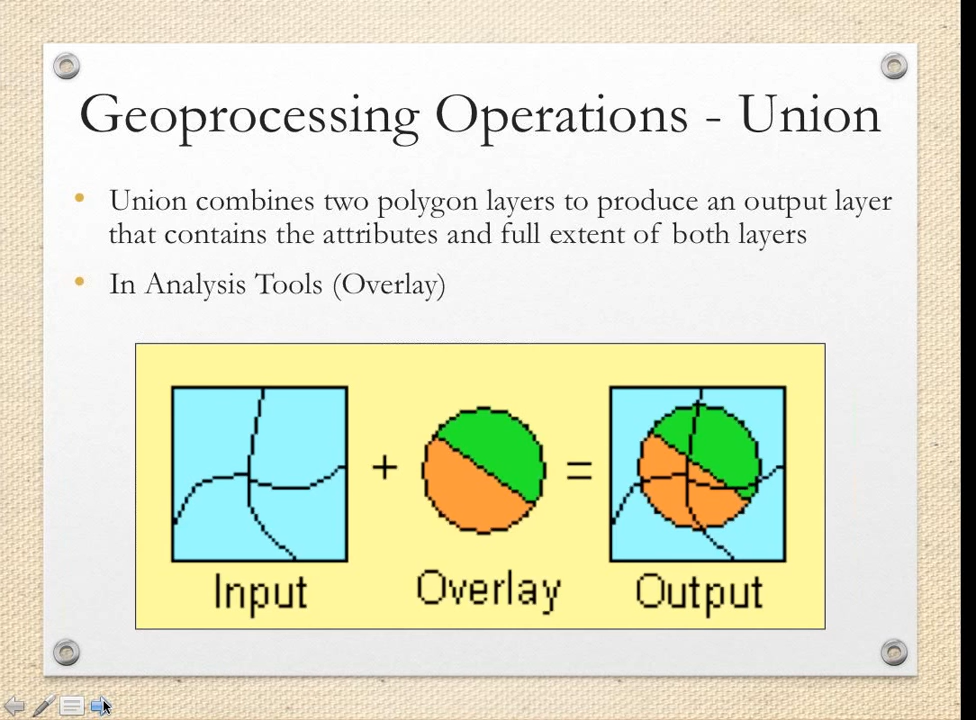 Geoprocessing Operations - Union
• Union combines two polygon layers to produce an output layer
that contains the attributes and full extent of both layers
• In Analysis Tools (Overlay)
+ =
Input Overlay Output